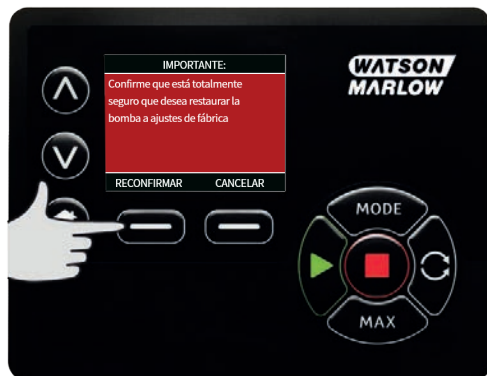 IMPORTANTE:
Confirme que está totalmente
seguro que desea restaurar la
bomba a ajustes de fábrica
RECONFIRMAR CANCELAR
WATSON
MARLOW
MODE
MAX